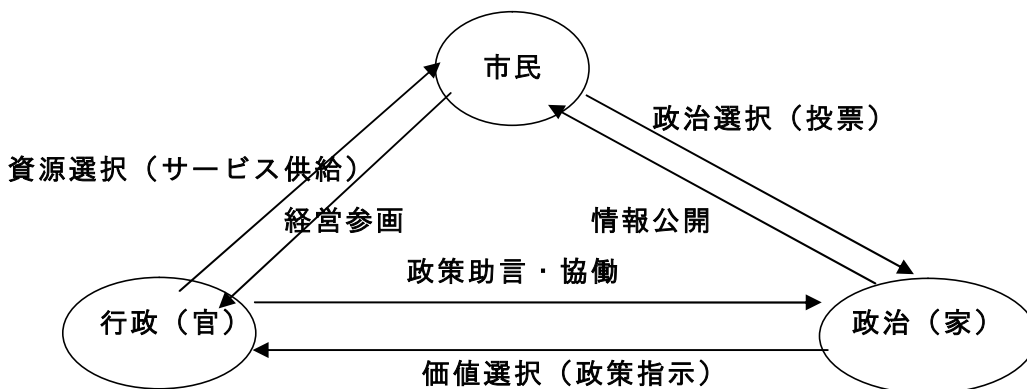 市民
政治選択（投票）
資源選択（サービス供給）
経営参画
情報公開
政策助言・協働
行政（官）
政治（家）
価値選択（政策指示）